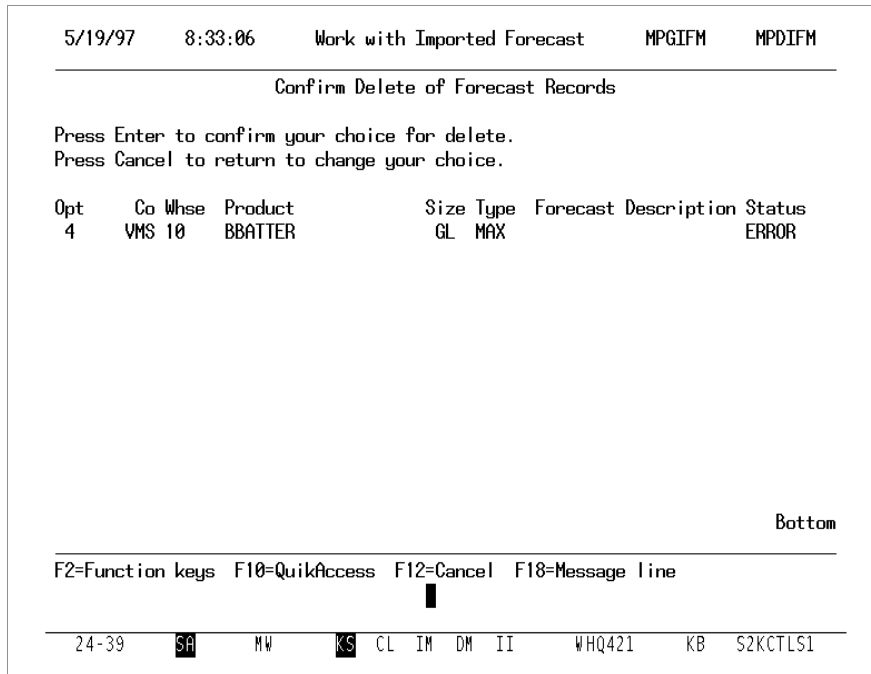 5/19/97 8:33:06 Work with Imported Forecast MPGIFM MPDIFM
Confirm Delete of Forecast Records
Press Enter to confirm your choice for delete.
Press Cancel to return to change your choice.
Opt Co Whse Product Size Type Forecast Description Status
4 VMS 10 BBATTER GL MAX ERROR
Bottom
F2=Function keys F10=QuikAccess F12=Cancel F18=Message line
24-39 SA MW KS CL IM DM II WHQ421 KB S2KCTLS1